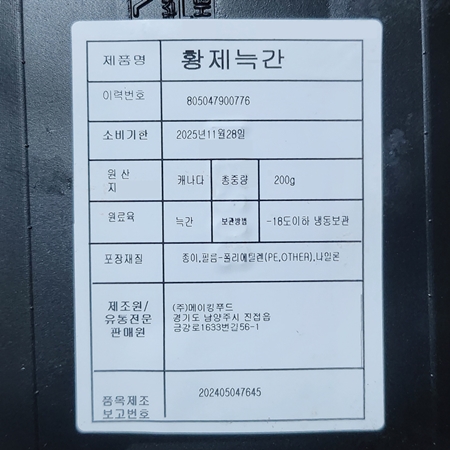 제품명 황제늑간
이력번호 805047900776
소비기한 2025년11월28일
원산지 캐나다 총중량 200g
원료육 늑간 보관방법 -18도이하 냉동보관
포장재질 종이,필름-폴리에틸렌(PE,OTHER),나일론
제조원/
유통전문
판매원
(주)메이킹푸드
경기도 남양주시 진접읍
금강로1633번길56-1
품목제조
보고번호
202405047645